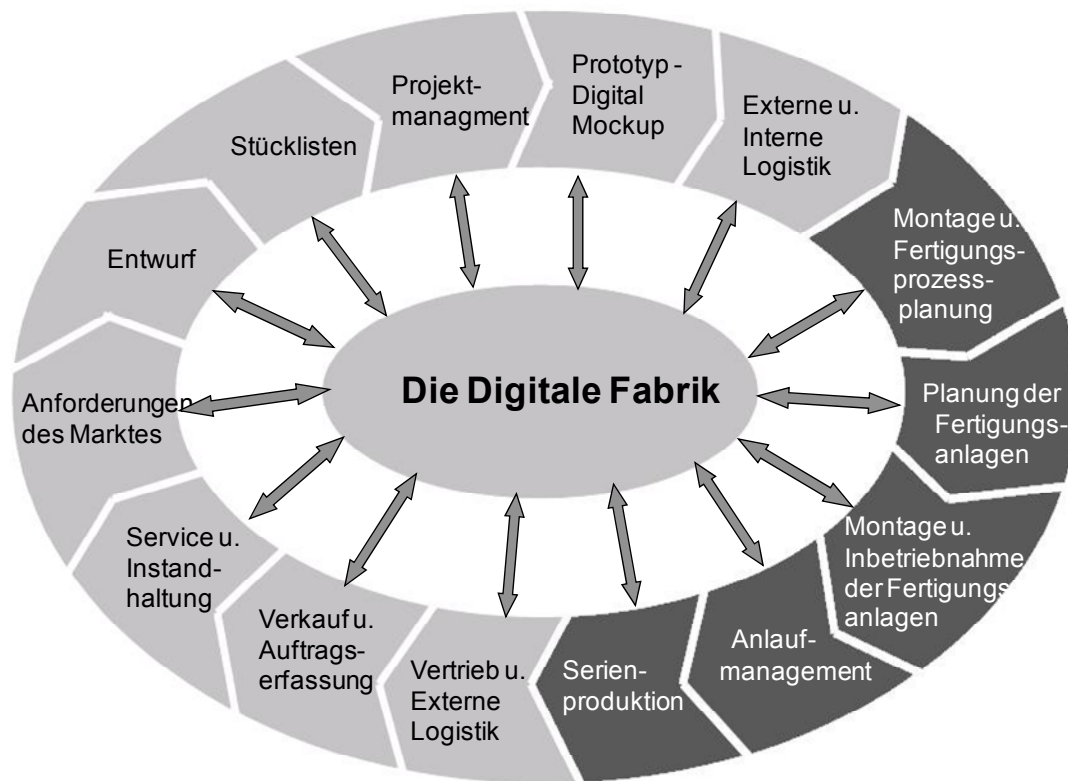 Projekt-
managment
Prototyp -
Digital
Mockup
Externe u.
Interne
Logistik
Montage u.
Fertigungs-
prozess-
planung
Planung der
Fertigungs-
anlagen
Montage u.
Inbetriebnahme
der Fertigungs-
anlagen
Anlauf-
management
Serien-
produktion
Vertrieb u.
Externe
Logistik
Verkauf u.
Auftrags-
erfassung
Service u.
Instand-
haltung
Anforderungen
des Marktes
Entwurf
Stücklisten
Die Digitale Fabrik